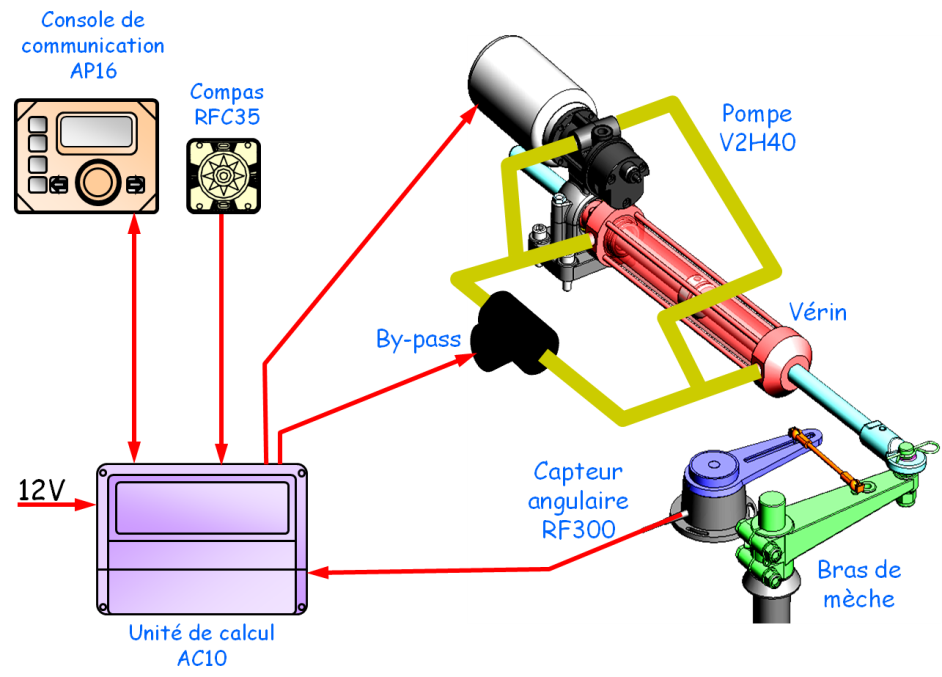 Console de
communication
AP16
Compas
RFC35
Pompe
V2H40
Vérin
By-pass
12V
Capteur
angulaire
RF300
Bras de
mèche
Unité de calcul
AC10